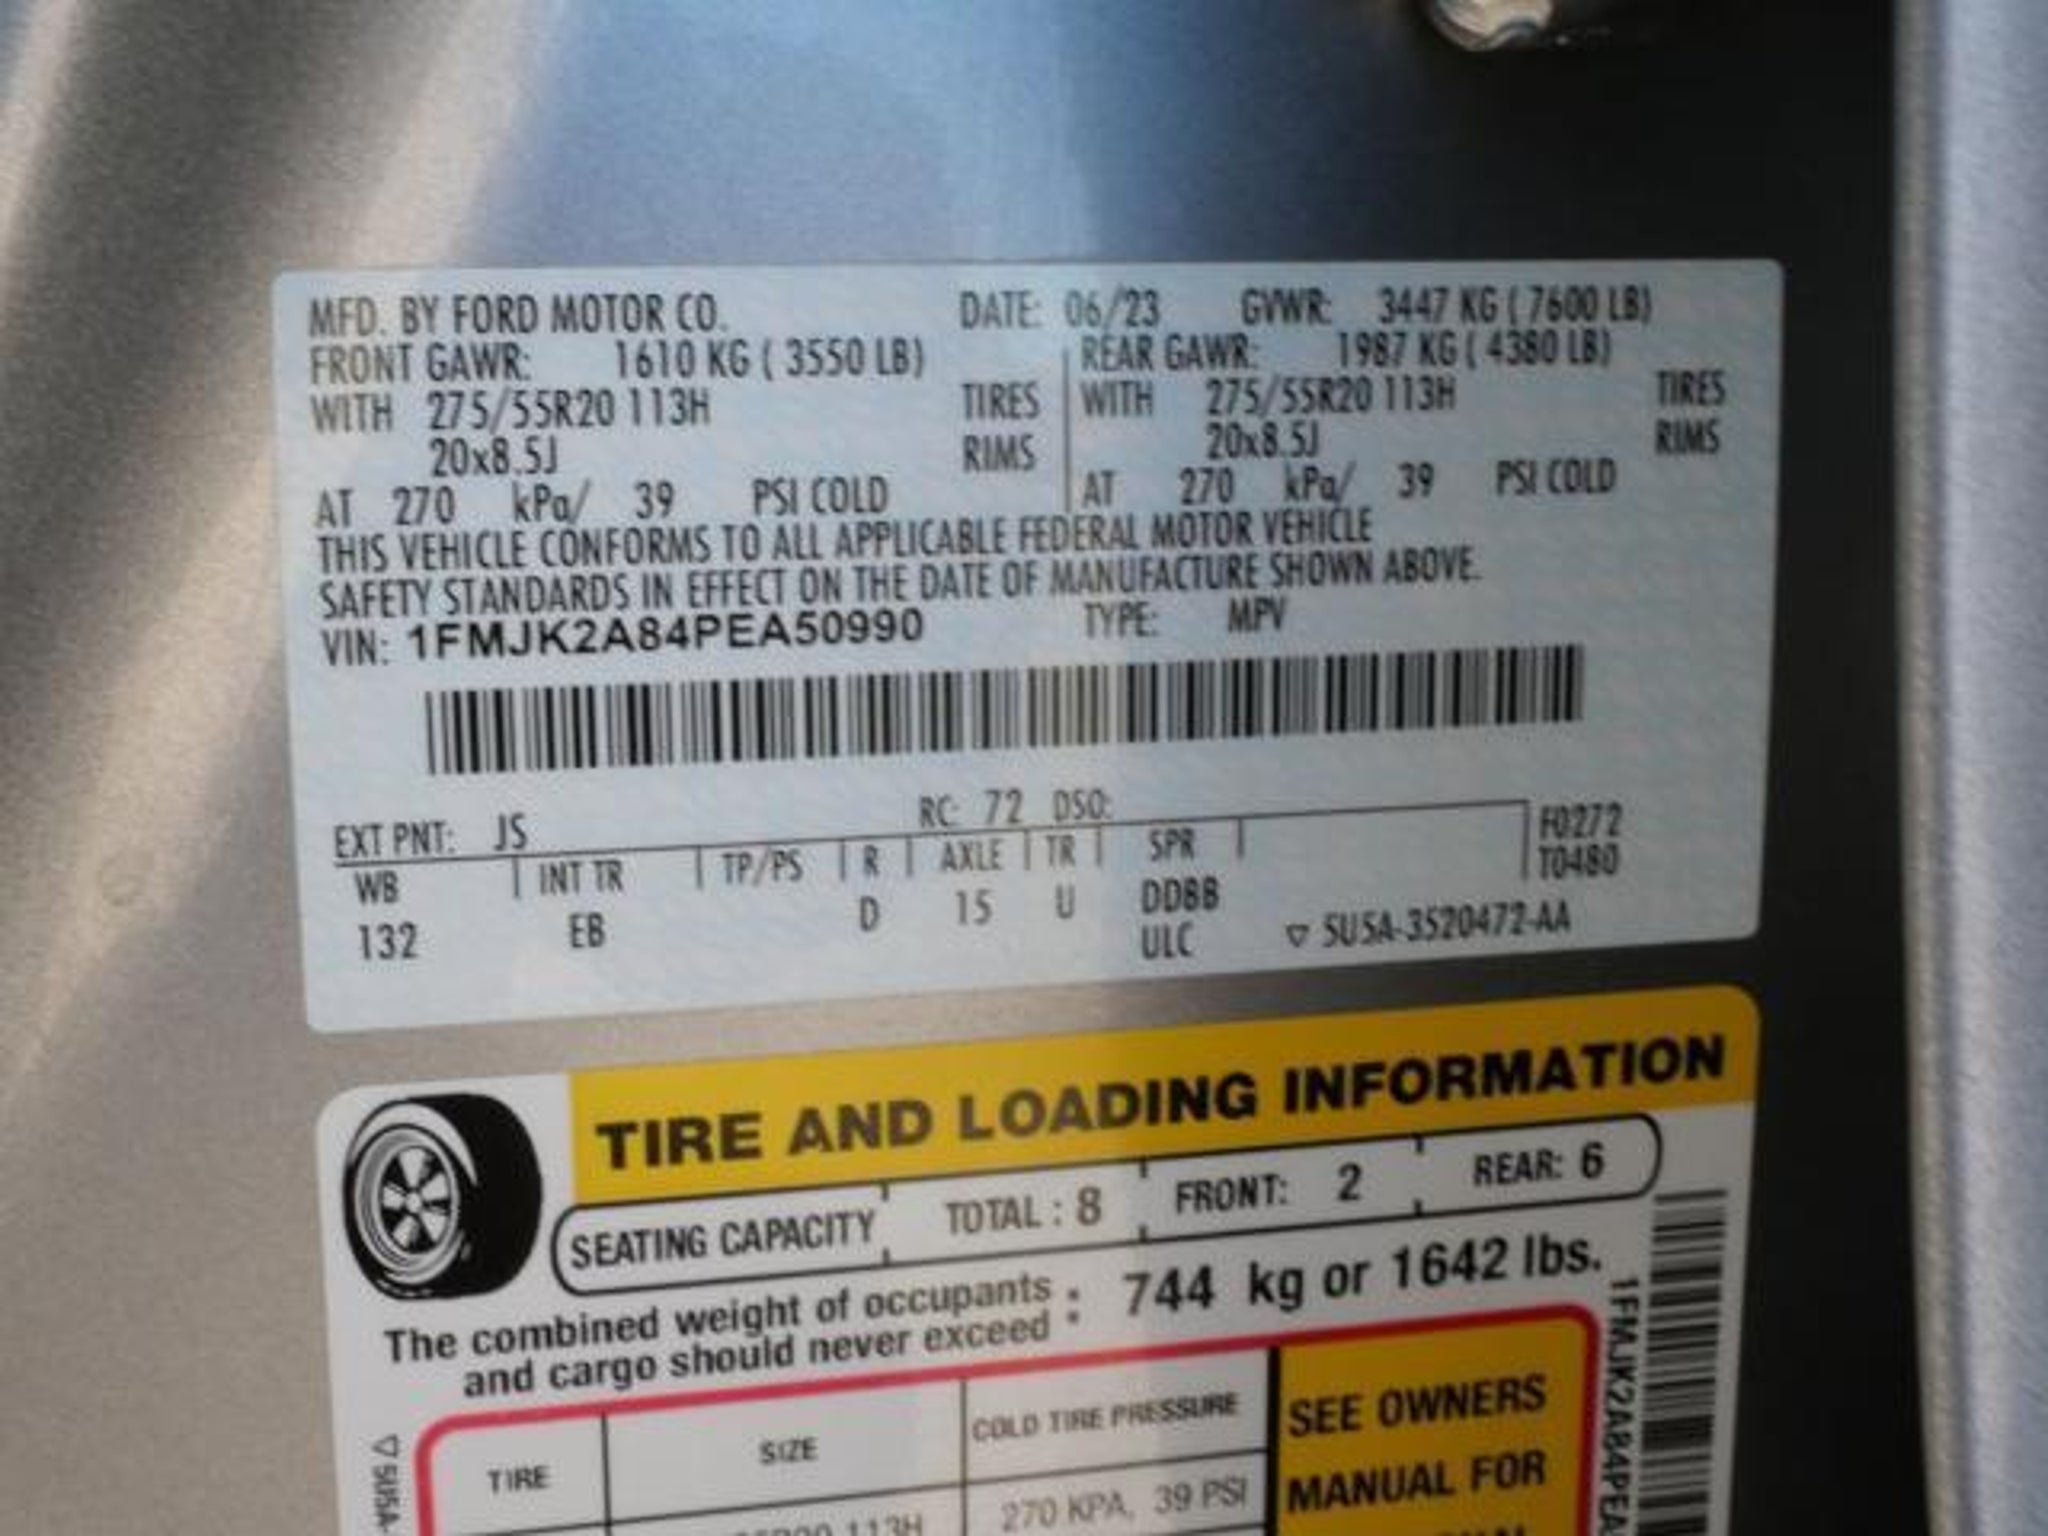 MFD. BY FORD MOTOR CO. DATE: 06/23 GVWR: 3447 KG ( 7600 LB)
FRONT GAWR: 1610 KG ( 3550 LB) REAR GAWR: 1987 KG ( 4380 LB)
WITH 275/55R20 113H TIRES WITH 275/55R20 113H TIRES
20x8.5J RIMS 20x8.5J RIMS
AT 270 kPa/ 39 PSI COLD AT 270 kPa/ 39 PSI COLD
THIS VEHICLE CONFORMS TO ALL APPLICABLE FEDERAL MOTOR VEHICLE
SAFETY STANDARDS IN EFFECT ON THE DATE OF MANUFACTURE SHOWN ABOVE.
VIN: 1FMJK2A84PEA50990 TYPE: MPV
EXT PNT: JS RC: 72 DSO:
WB INT TR TP/PS R AXLE TR SPR F0272
T0480
132 EB D 15 U DDBB
ULC ▽ 5U5A-3520472-AA
TIRE AND LOADING INFORMATION
SEATING CAPACITY TOTAL : 8 FRONT: 2 REAR: 6
The combined weight of occupants
and cargo should never exceed : 744 kg or 1642 lbs.
TIRE SIZE COLD TIRE PRESSURE SEE OWNERS
113H 270 KPA, 39 PSI MANUAL FOR
1FMJK2A84PEA
▽ 5U5A-